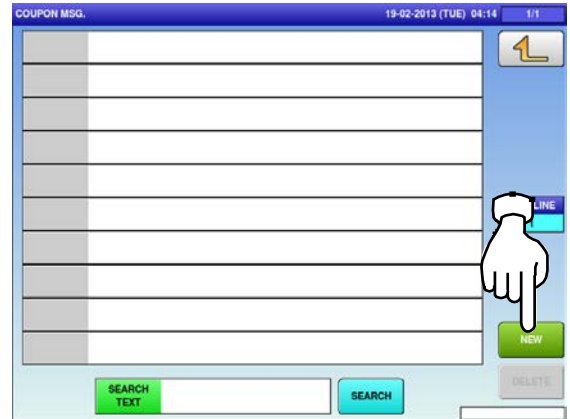 COUPON MSG. 19-02-2013 (TUE) 04:14 1/1
LINE
NEW
DELETE
SEARCH
TEXT
SEARCH